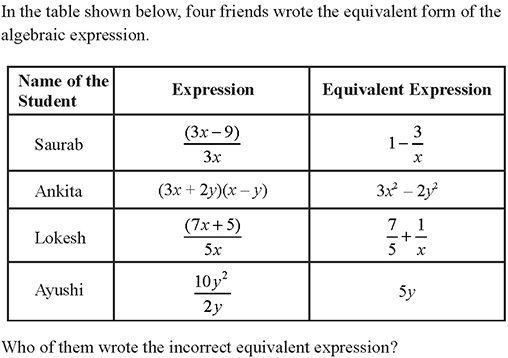 In the table shown below, four friends wrote the equivalent form of the
algebraic expression.
Name of the Student | Expression | Equivalent Expression
Saurab | (3x – 9)/3x | 1 – 3/x
Ankita | (3x + 2y)(x – y) | 3x² – 2y²
Lokesh | (7x + 5)/5x | 7/5 + 1/x
Ayushi | 10y²/2y | 5y
Who of them wrote the incorrect equivalent expression?